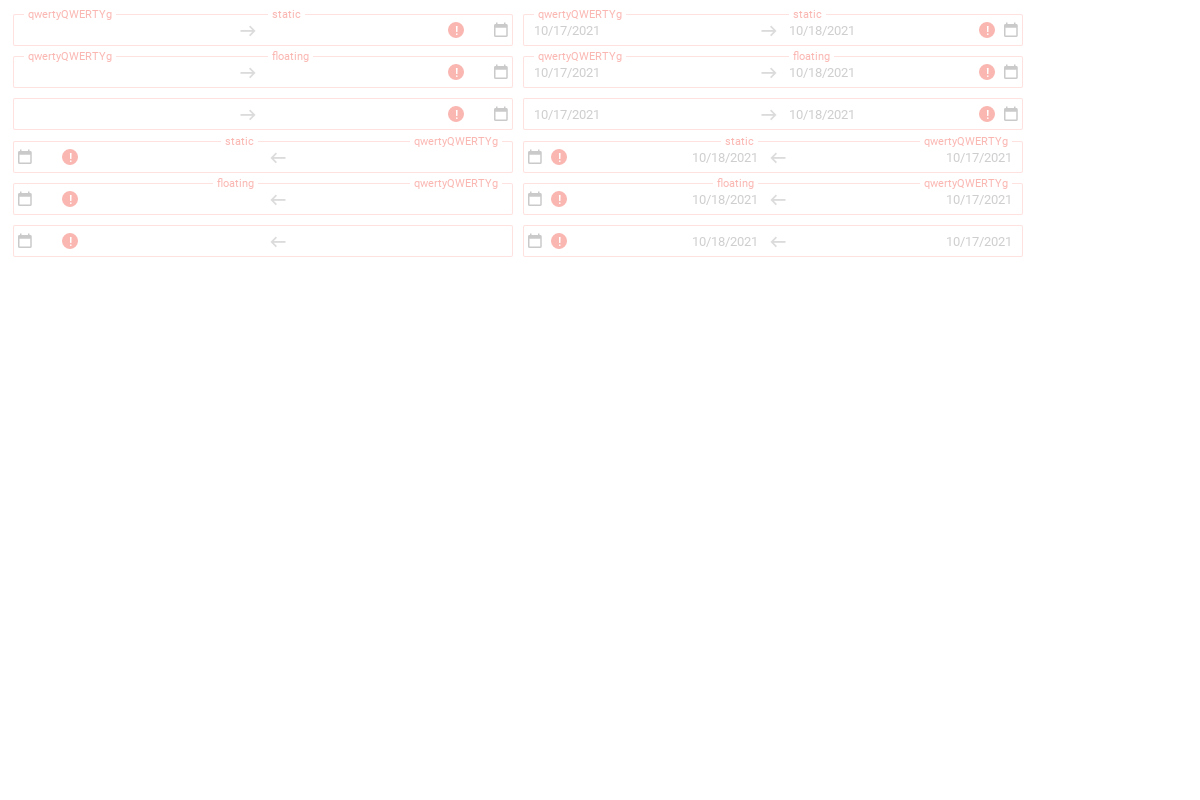 qwertyQWERTYg static qwertyQWERTYg static
10/17/2021 10/18/2021
qwertyQWERTYg floating qwertyQWERTYg floating
10/17/2021 10/18/2021
10/17/2021 10/18/2021
static qwertyQWERTYg static qwertyQWERTYg
10/18/2021 10/17/2021
floating qwertyQWERTYg floating qwertyQWERTYg
10/18/2021 10/17/2021
10/18/2021 10/17/2021